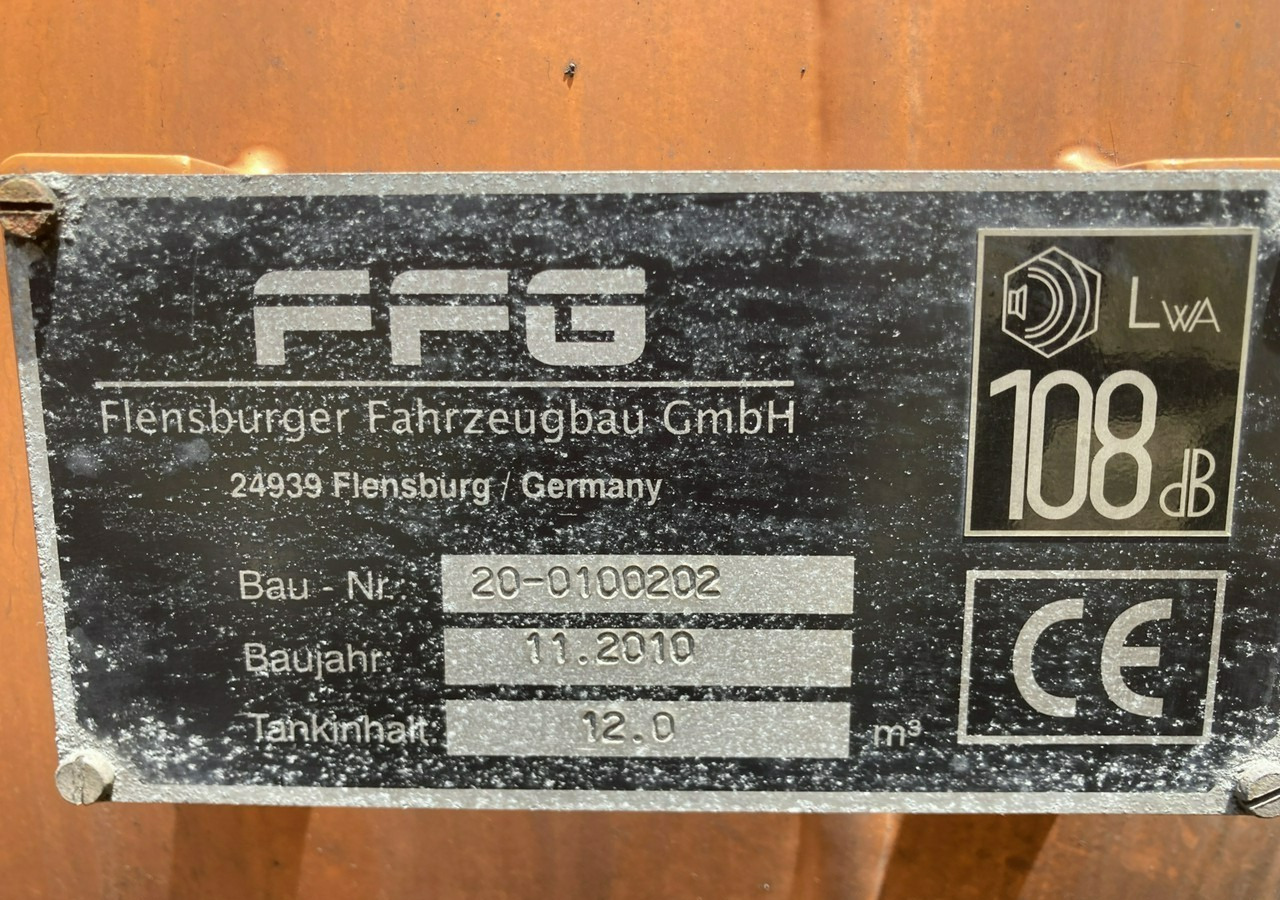 FFG
Flensburger Fahrzeugbau GmbH
24939 Flensburg / Germany
Bau - Nr.: 20-0100202
Baujahr: 11.2010
Tankinhalt: 12.0 m³
LWA
108 dB
CE